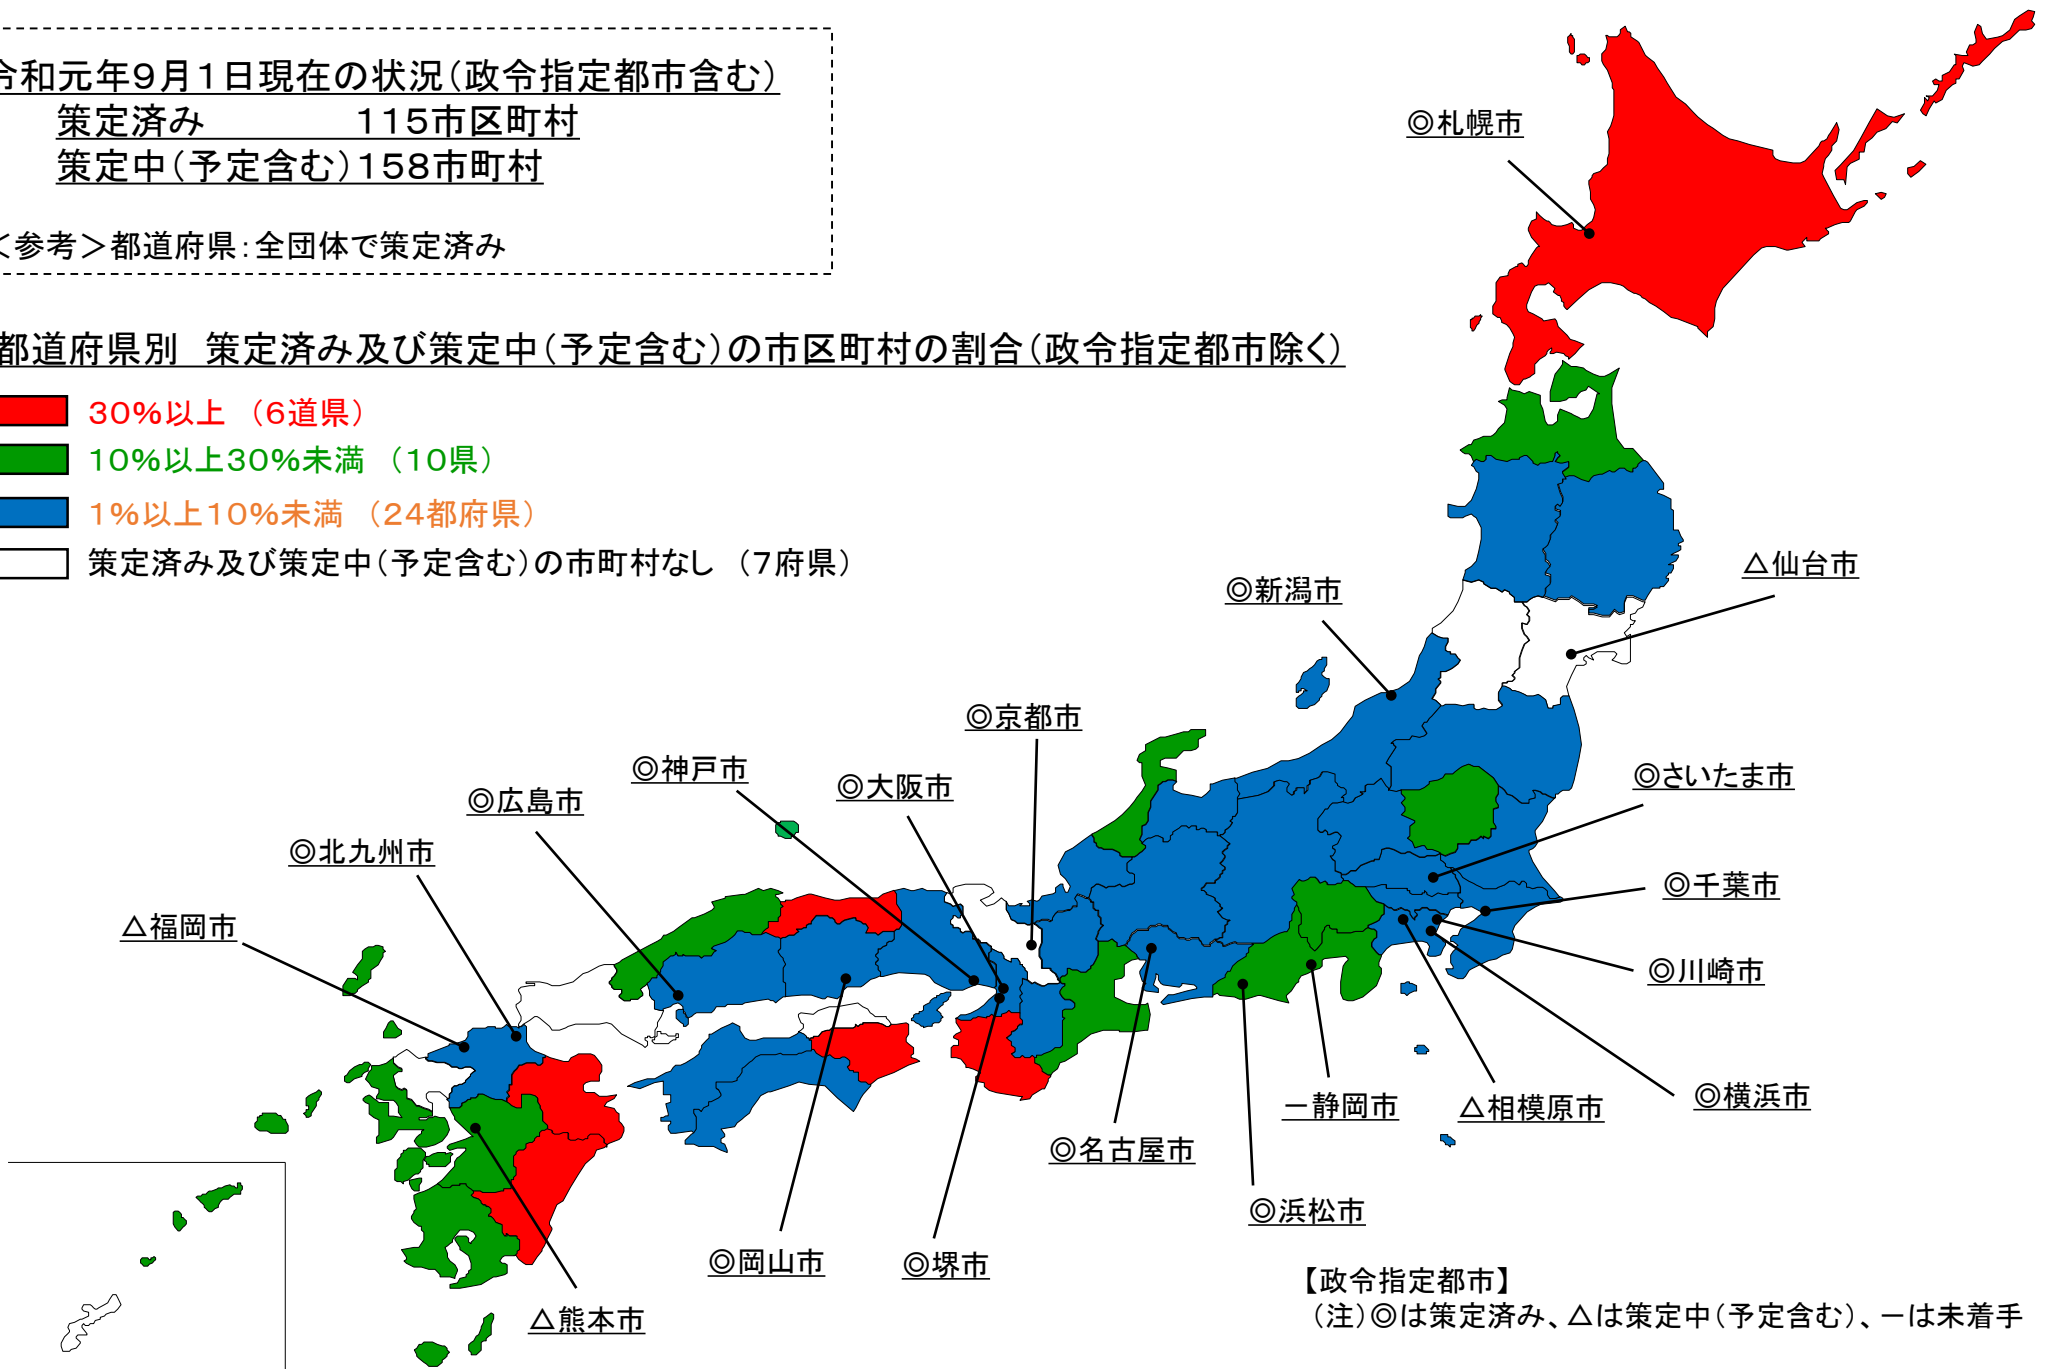 令和元年9月1日現在の状況(政令指定都市含む)
策定済み 115市区町村
策定中(予定含む)158市町村
<参考>都道府県:全団体で策定済み
都道府県別 策定済み及び策定中(予定含む)の市区町村の割合(政令指定都市除く)
30%以上 (6道県)
10%以上30%未満 (10県)
1%以上10%未満 (24都府県)
策定済み及び策定中(予定含む)の市町村なし (7府県)
◎札幌市
△仙台市
◎新潟市
◎京都市
◎神戸市
◎大阪市
◎さいたま市
◎広島市
◎北九州市
◎千葉市
△福岡市
◎川崎市
◎横浜市
△相模原市
-静岡市
◎名古屋市
◎浜松市
◎岡山市
◎堺市
△熊本市
【政令指定都市】
(注)◎は策定済み、△は策定中(予定含む)、-は未着手